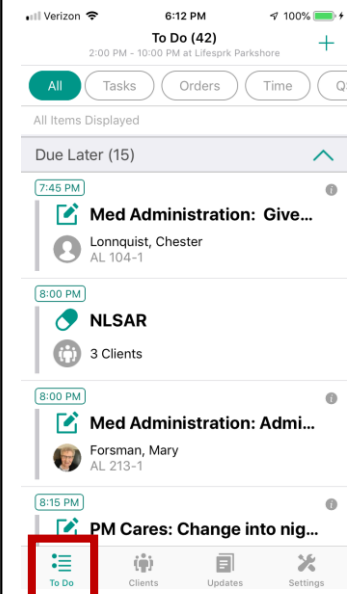 Verizon 6:12 PM 100%
To Do (42)
2:00 PM - 10:00 PM at Lifesprk Parkshore
All Tasks Orders Time Q
All Items Displayed
Due Later (15)
7:45 PM
Med Administration: Give...
Lonnquist, Chester
AL 104-1
8:00 PM
NLSAR
3 Clients
8:00 PM
Med Administration: Admi...
Forsman, Mary
AL 213-1
8:15 PM
PM Cares: Change into nig...
To Do Clients Updates Settings